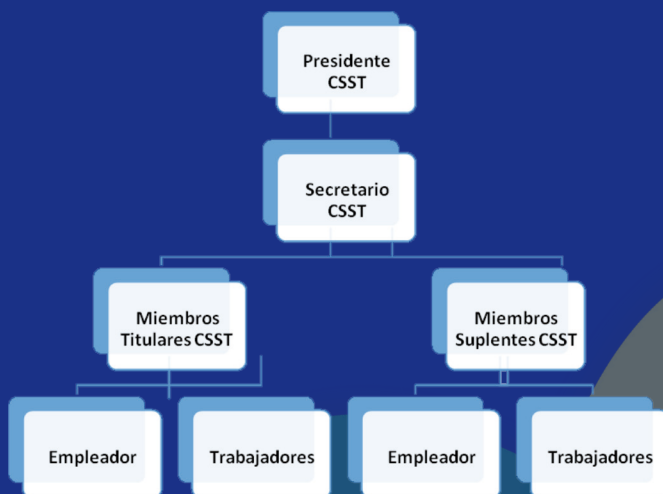 Presidente
CSST
Secretario
CSST
Miembros
Titulares CSST
Miembros
Suplentes CSST
Empleador
Trabajadores
Empleador
Trabajadores